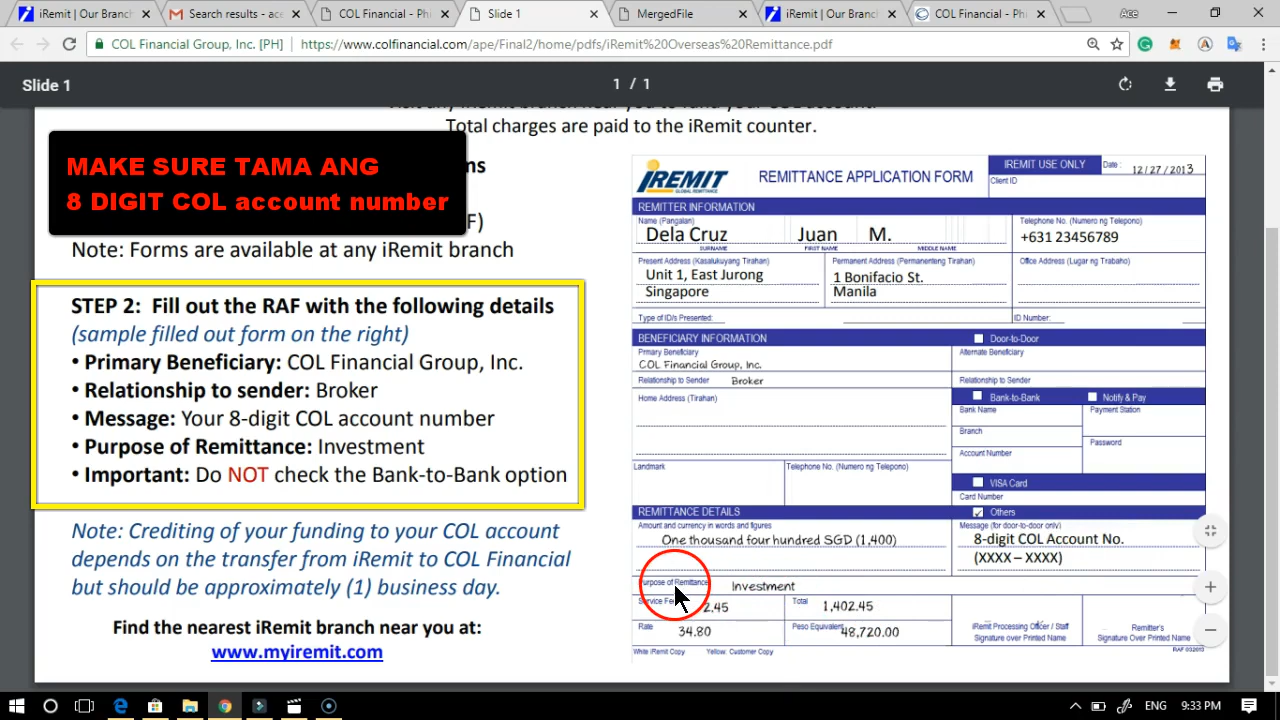 iRemit | Our Branc
Search results - ace
COL Financial - Phi
Slide 1
MergedFile
iRemit | Our Branc
COL Financial - Phi
Ace
COL Financial Group, Inc. [PH]
https://www.colfinancial.com/ape/Final2/home/pdfs/iRemit%20Overseas%20Remittance.pdf
Slide 1
1 / 1
Total charges are paid to the iRemit counter.
MAKE SURE TAMA ANG
8 DIGIT COL account number
Note: Forms are available at any iRemit branch
STEP 2: Fill out the RAF with the following details
(sample filled out form on the right)
• Primary Beneficiary: COL Financial Group, Inc.
• Relationship to sender: Broker
• Message: Your 8-digit COL account number
• Purpose of Remittance: Investment
• Important: Do NOT check the Bank-to-Bank option
Note: Crediting of your funding to your COL account
depends on the transfer from iRemit to COL Financial
but should be approximately (1) business day.
Find the nearest iRemit branch near you at:
www.myiremit.com
iREMIT
GLOBAL REMITTANCE
REMITTANCE APPLICATION FORM
IREMIT USE ONLY
Date :
12/27/2013
Client ID
REMITTER INFORMATION
Name (Pangalan)
Dela Cruz Juan M.
SURNAME FIRST NAME MIDDLE NAME
Telephone No. (Numero ng Telepono)
+631 23456789
Present Address (Kasalukuyang Tirahan)
Unit 1, East Jurong
Singapore
Permanent Address (Permanenteng Tirahan)
1 Bonifacio St.
Manila
Office Address (Lugar ng Trabaho)
Type of ID/s Presented:
ID Number:
BENEFICIARY INFORMATION
Door-to-Door
Primary Beneficiary
COL Financial Group, Inc.
Alternate Beneficiary
Relationship to Sender Broker
Relationship to Sender
Home Address (Tirahan)
Bank-to-Bank
Notify & Pay
Bank Name
Payment Station
Branch
Account Number
Password
Landmark
Telephone No. (Numero ng Telepono)
VISA Card
Card Number
REMITTANCE DETAILS
Others
Amount and currency in words and figures
One thousand four hundred SGD (1,400)
Message (for door-to-door only)
8-digit COL Account No.
(XXXX – XXXX)
Purpose of Remittance Investment
Service Fee 2.45
Total 1,402.45
Rate 34.80
Peso Equivalent 48,720.00
iRemit Processing Officer / Staff
Signature over Printed Name
Remitter's
Signature over Printed Name
White iRemit Copy Yellow: Customer Copy
ENG
9:33 PM